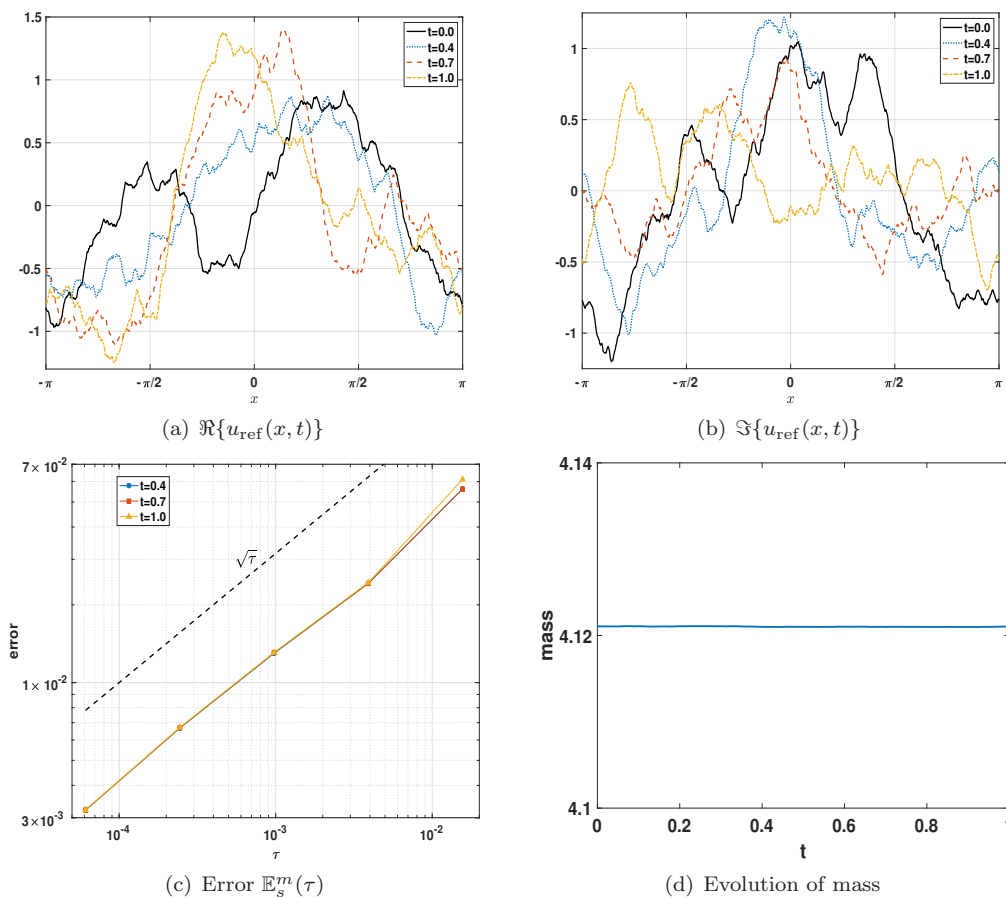 1.5
1
0.5
0
-0.5
-1
t=0.0
t=0.4
t=0.7
t=1.0
-π -π/2 0 π/2 π
x
(a) ℜ{u_ref(x, t)}
1
0.5
0
-0.5
-1
t=0.0
t=0.4
t=0.7
t=1.0
-π -π/2 0 π/2 π
x
(b) ℑ{u_ref(x, t)}
7×10^-2
1×10^-2
3×10^-3
error
t=0.4
t=0.7
t=1.0
√τ
10^-4 10^-3 10^-2
τ
(c) Error 𝔼_s^m(τ)
4.14
4.12
4.1
mass
0 0.2 0.4 0.6 0.8
t
(d) Evolution of mass